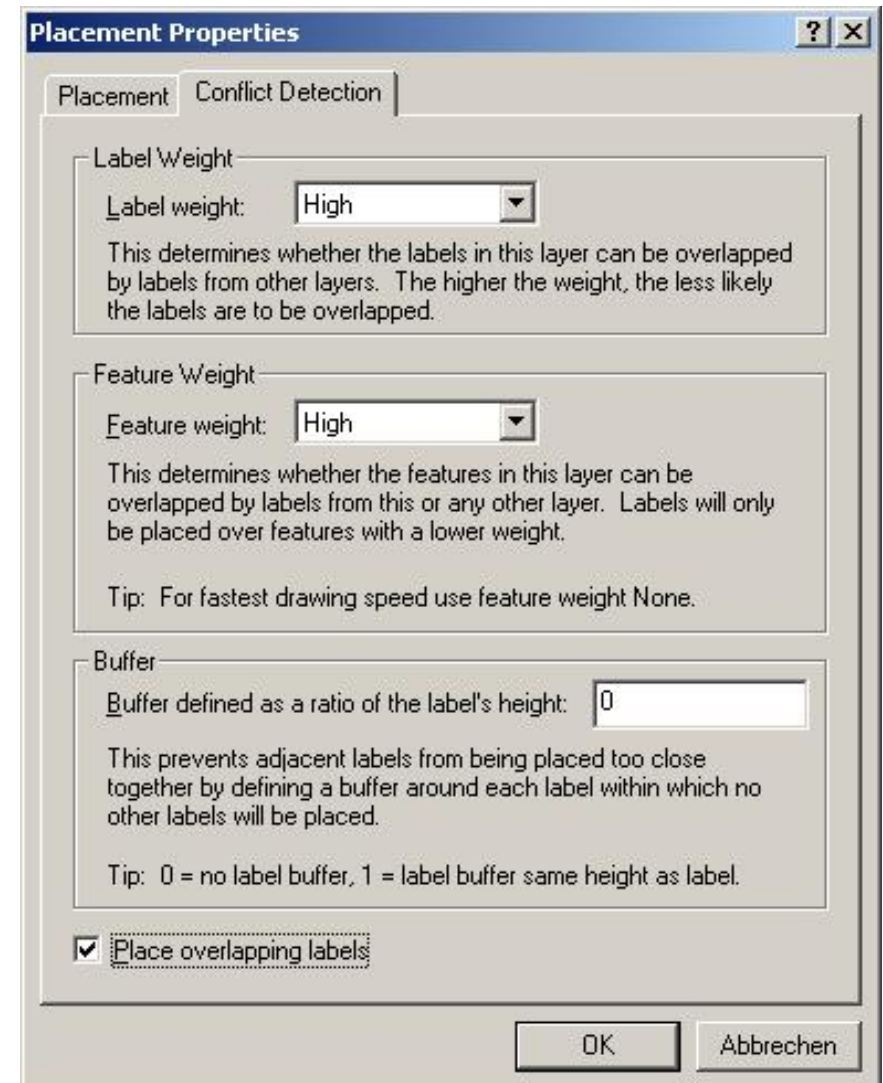 Placement Properties
Placement Conflict Detection
Label Weight
Label weight: High
This determines whether the labels in this layer can be overlapped
by labels from other layers. The higher the weight, the less likely
the labels are to be overlapped.
Feature Weight
Feature weight: High
This determines whether the features in this layer can be
overlapped by labels from this or any other layer. Labels will only
be placed over features with a lower weight.
Tip: For fastest drawing speed use feature weight None.
Buffer
Buffer defined as a ratio of the label's height: 0
This prevents adjacent labels from being placed too close
together by defining a buffer around each label within which no
other labels will be placed.
Tip: 0 = no label buffer, 1 = label buffer same height as label.
Place overlapping labels
OK Abbrechen